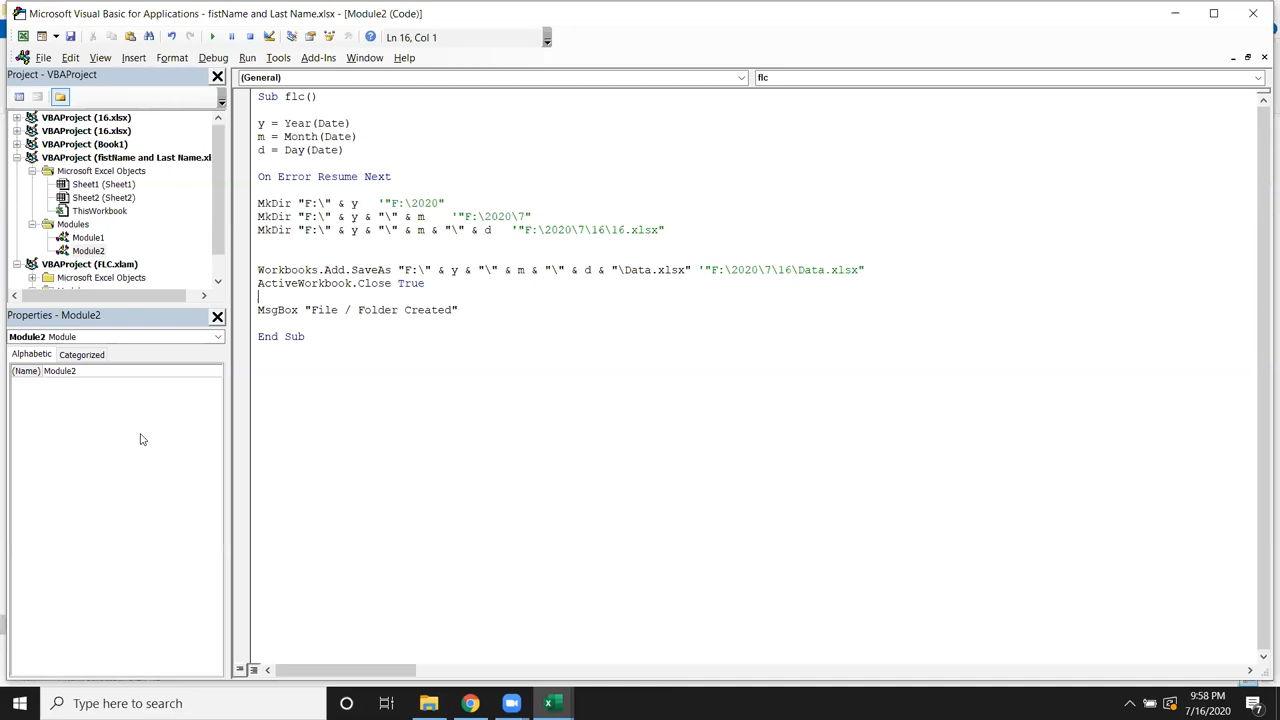 Microsoft Visual Basic for Applications - fistName and Last Name.xlsx - [Module2 (Code)]
Ln 16, Col 1
File Edit View Insert Format Debug Run Tools Add-Ins Window Help
Project - VBAProject
(General)
flc
VBAProject (16.xlsx)
VBAProject (16.xlsx)
VBAProject (Book1)
VBAProject (fistName and Last Name.xl
Microsoft Excel Objects
Sheet1 (Sheet1)
Sheet2 (Sheet2)
ThisWorkbook
Modules
Module1
Module2
VBAProject (FLC.xlam)
Microsoft Excel Objects
Properties - Module2
Module2 Module
Alphabetic Categorized
(Name) Module2
Sub flc()
y = Year(Date)
m = Month(Date)
d = Day(Date)
On Error Resume Next
MkDir "F:\" & y '"F:\2020"
MkDir "F:\" & y & "\" & m '"F:\2020\7"
MkDir "F:\" & y & "\" & m & "\" & d '"F:\2020\7\16\16.xlsx"
Workbooks.Add.SaveAs "F:\" & y & "\" & m & "\" & d & "\Data.xlsx" '"F:\2020\7\16\Data.xlsx"
ActiveWorkbook.Close True
MsgBox "File / Folder Created"
End Sub
Type here to search
9:58 PM
7/16/2020
7